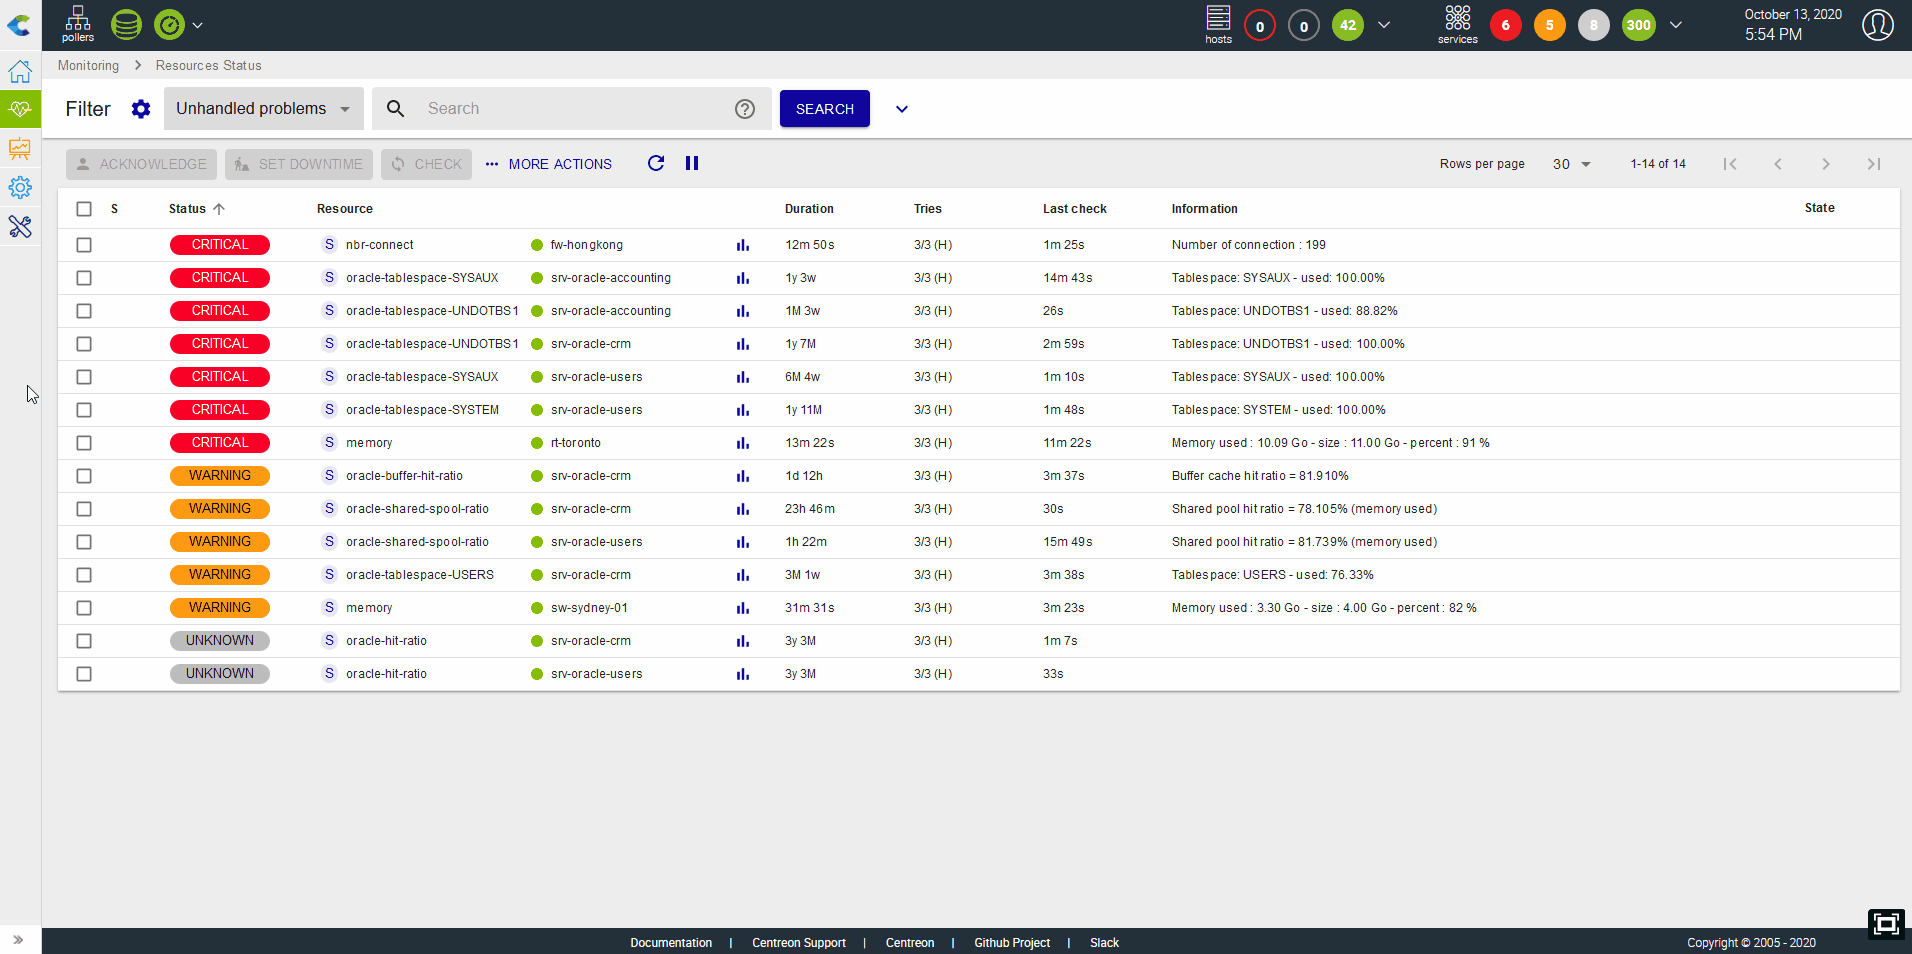 pollers
hosts 0 0 42
services 6 5 8 300
October 13, 2020
5:54 PM
Monitoring > Resources Status
Filter Unhandled problems Search ? SEARCH
ACKNOWLEDGE SET DOWNTIME CHECK ••• MORE ACTIONS Rows per page 30 1-14 of 14
S Status Resource Duration Tries Last check Information State
CRITICAL S nbr-connect fw-hongkong 12m 50s 3/3 (H) 1m 25s Number of connection : 199
CRITICAL S oracle-tablespace-SYSAUX srv-oracle-accounting 1y 3w 3/3 (H) 14m 43s Tablespace: SYSAUX - used: 100.00%
CRITICAL S oracle-tablespace-UNDOTBS1 srv-oracle-accounting 1M 3w 3/3 (H) 26s Tablespace: UNDOTBS1 - used: 88.82%
CRITICAL S oracle-tablespace-UNDOTBS1 srv-oracle-crm 1y 7M 3/3 (H) 2m 59s Tablespace: UNDOTBS1 - used: 100.00%
CRITICAL S oracle-tablespace-SYSAUX srv-oracle-users 6M 4w 3/3 (H) 1m 10s Tablespace: SYSAUX - used: 100.00%
CRITICAL S oracle-tablespace-SYSTEM srv-oracle-users 1y 11M 3/3 (H) 1m 48s Tablespace: SYSTEM - used: 100.00%
CRITICAL S memory rt-toronto 13m 22s 3/3 (H) 11m 22s Memory used : 10.09 Go - size : 11.00 Go - percent : 91 %
WARNING S oracle-buffer-hit-ratio srv-oracle-crm 1d 12h 3/3 (H) 3m 37s Buffer cache hit ratio = 81.910%
WARNING S oracle-shared-spool-ratio srv-oracle-crm 23h 46m 3/3 (H) 30s Shared pool hit ratio = 78.105% (memory used)
WARNING S oracle-shared-spool-ratio srv-oracle-users 1h 22m 3/3 (H) 15m 49s Shared pool hit ratio = 81.739% (memory used)
WARNING S oracle-tablespace-USERS srv-oracle-crm 3M 1w 3/3 (H) 3m 38s Tablespace: USERS - used: 76.33%
WARNING S memory sw-sydney-01 31m 31s 3/3 (H) 3m 23s Memory used : 3.30 Go - size : 4.00 Go - percent : 82 %
UNKNOWN S oracle-hit-ratio srv-oracle-crm 3y 3M 3/3 (H) 1m 7s
UNKNOWN S oracle-hit-ratio srv-oracle-users 3y 3M 3/3 (H) 33s
Documentation | Centreon Support | Centreon | Github Project | Slack Copyright © 2005 - 2020